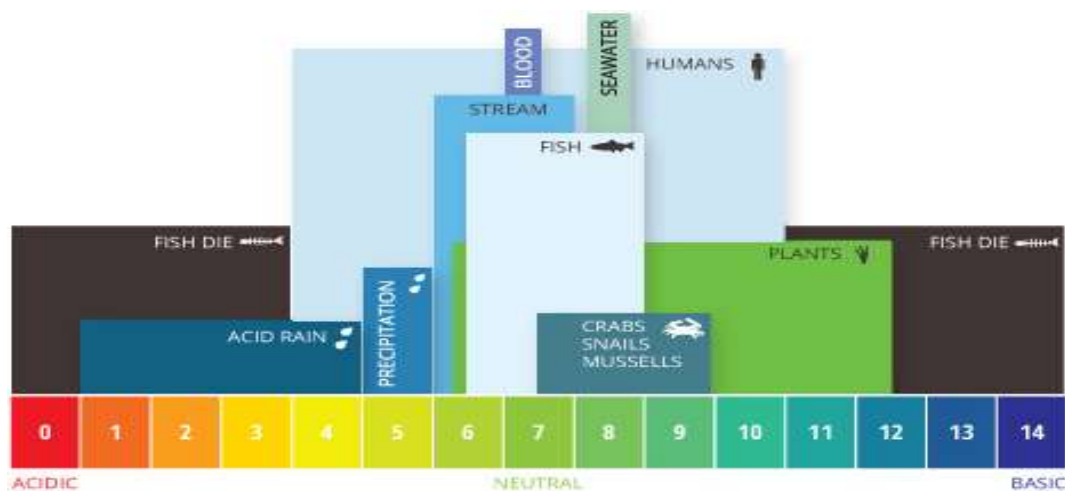 BLOOD
SEAWATER
HUMANS
STREAM
FISH
FISH DIE
FISH DIE
PLANTS
PRECIPITATION
ACID RAIN
CRABS
SNAILS
MUSSELLS
0 1 2 3 4 5 6 7 8 9 10 11 12 13 14
ACIDIC NEUTRAL BASIC